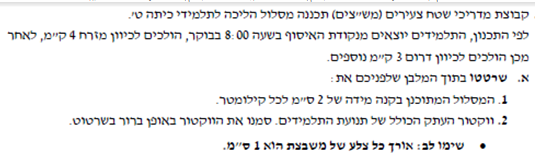 קבוצת מדריכי שטח צעירים (מש״צים) תכננה מסלול הליכה לתלמידי כיתה ט׳.
לפי התכנון, התלמידים יוצאים מנקודת האיסוף בשעה 8:00 בבוקר, הולכים לכיוון מזרח 4 ק״מ, לאחר
מכן הולכים לכיוון דרום 3 ק״מ נוספים.
א. שרטטו בתוך המלבן שלפניכם את:
1. המסלול המתוכנן בקנה מידה של 2 ס״מ לכל קילומטר.
2. ווקטור העתק הכולל של תנועת התלמידים. סמנו את הווקטור באופן ברור בשרטוט.
• שימו לב: אורך כל צלע של משבצת הוא 1 ס״מ.